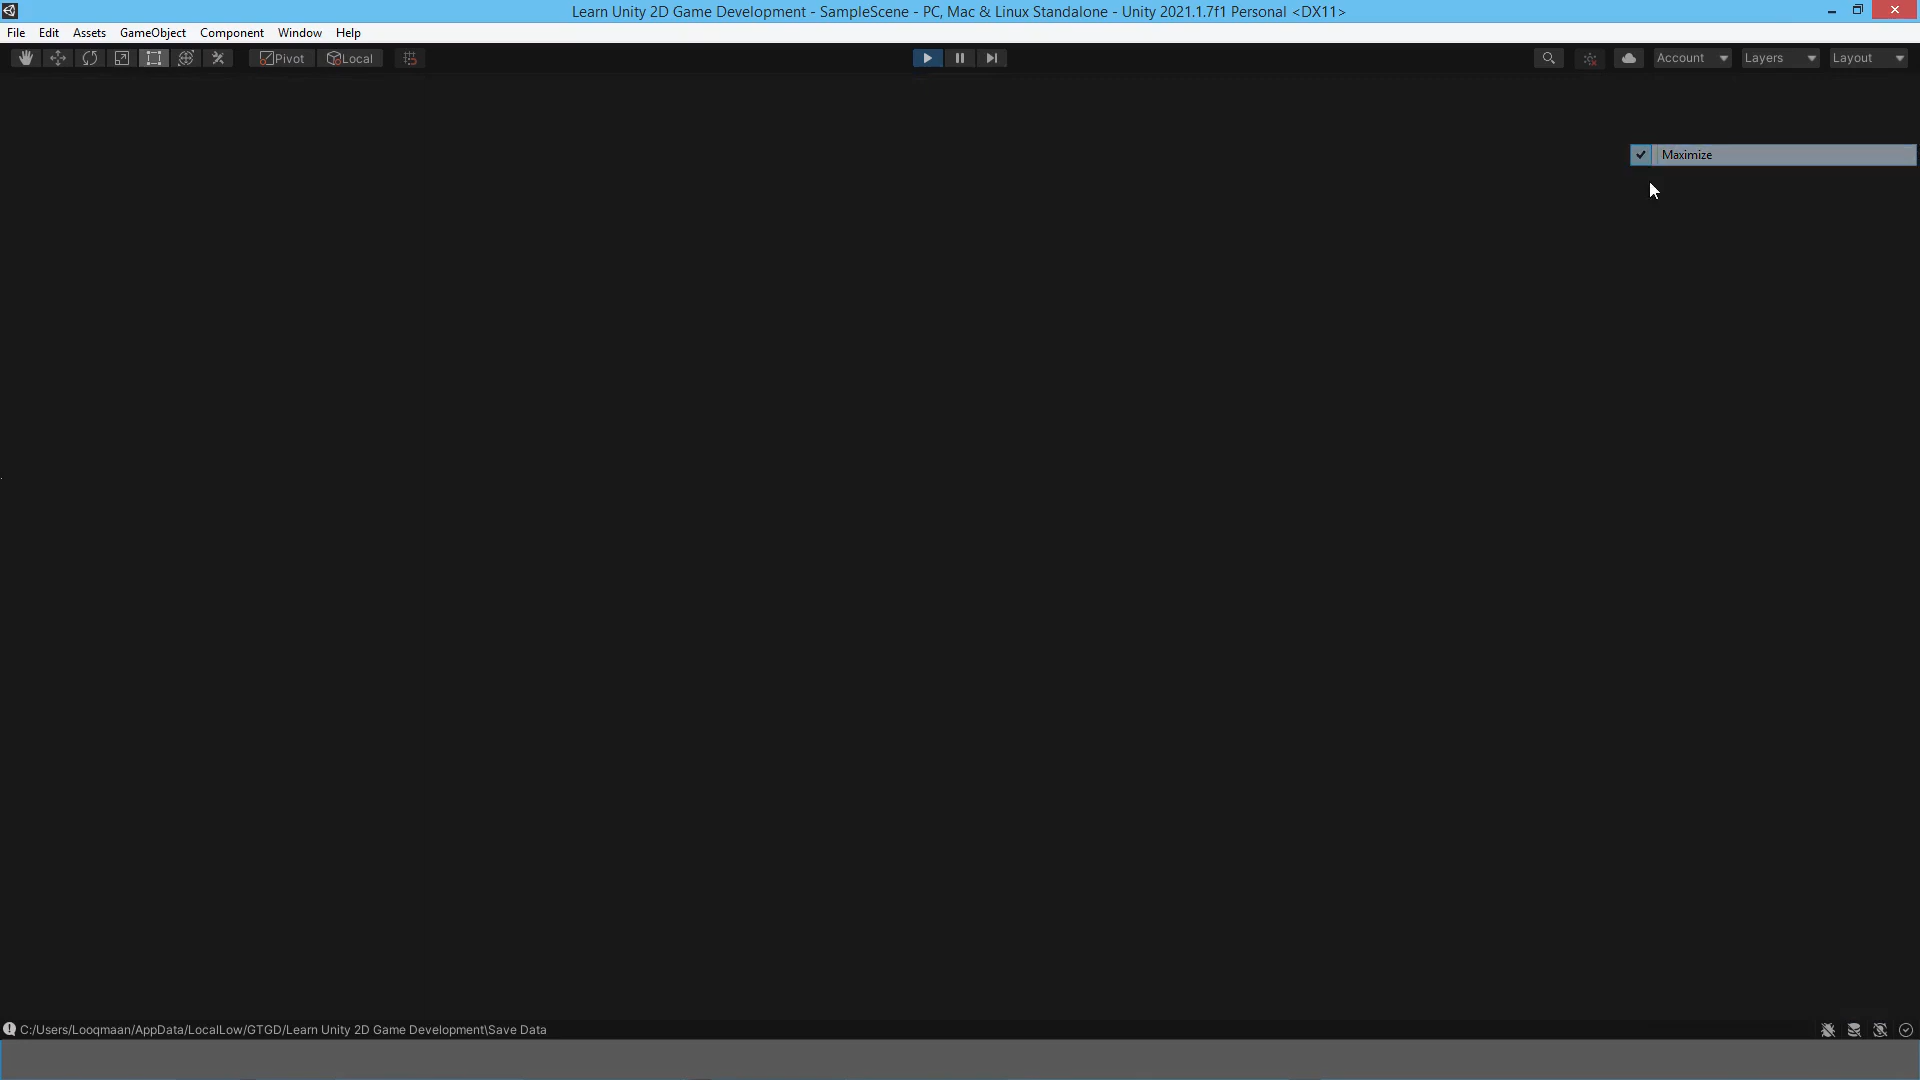 Learn Unity 2D Game Development - SampleScene - PC, Mac & Linux Standalone - Unity 2021.1.7f1 Personal <DX11>
File Edit Assets GameObject Component Window Help
Pivot Local Account Layers Layout
Maximize
C:/Users/Looqmaan/AppData/LocalLow/GTGD/Learn Unity 2D Game Development\Save Data